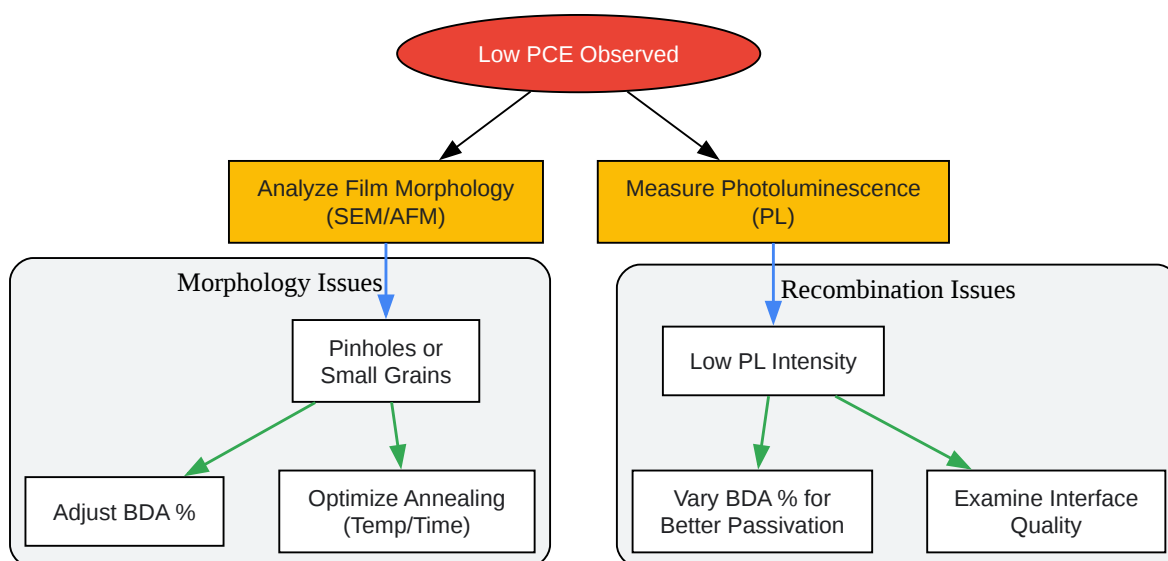 Low PCE Observed
Analyze Film Morphology
(SEM/AFM)
Measure Photoluminescence
(PL)
Morphology Issues
Recombination Issues
Pinholes or
Small Grains
Low PL Intensity
Adjust BDA %
Optimize Annealing
(Temp/Time)
Vary BDA % for
Better Passivation
Examine Interface
Quality